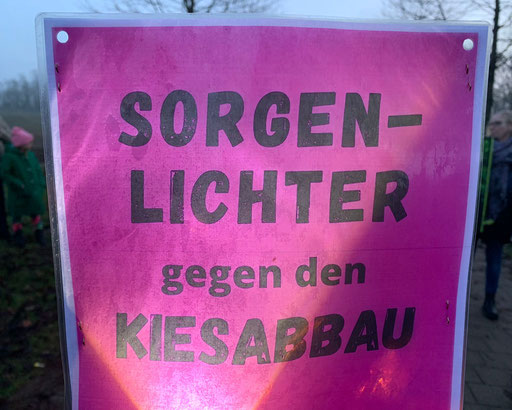 SORGEN-
LICHTER
gegen den
KIESABBAU